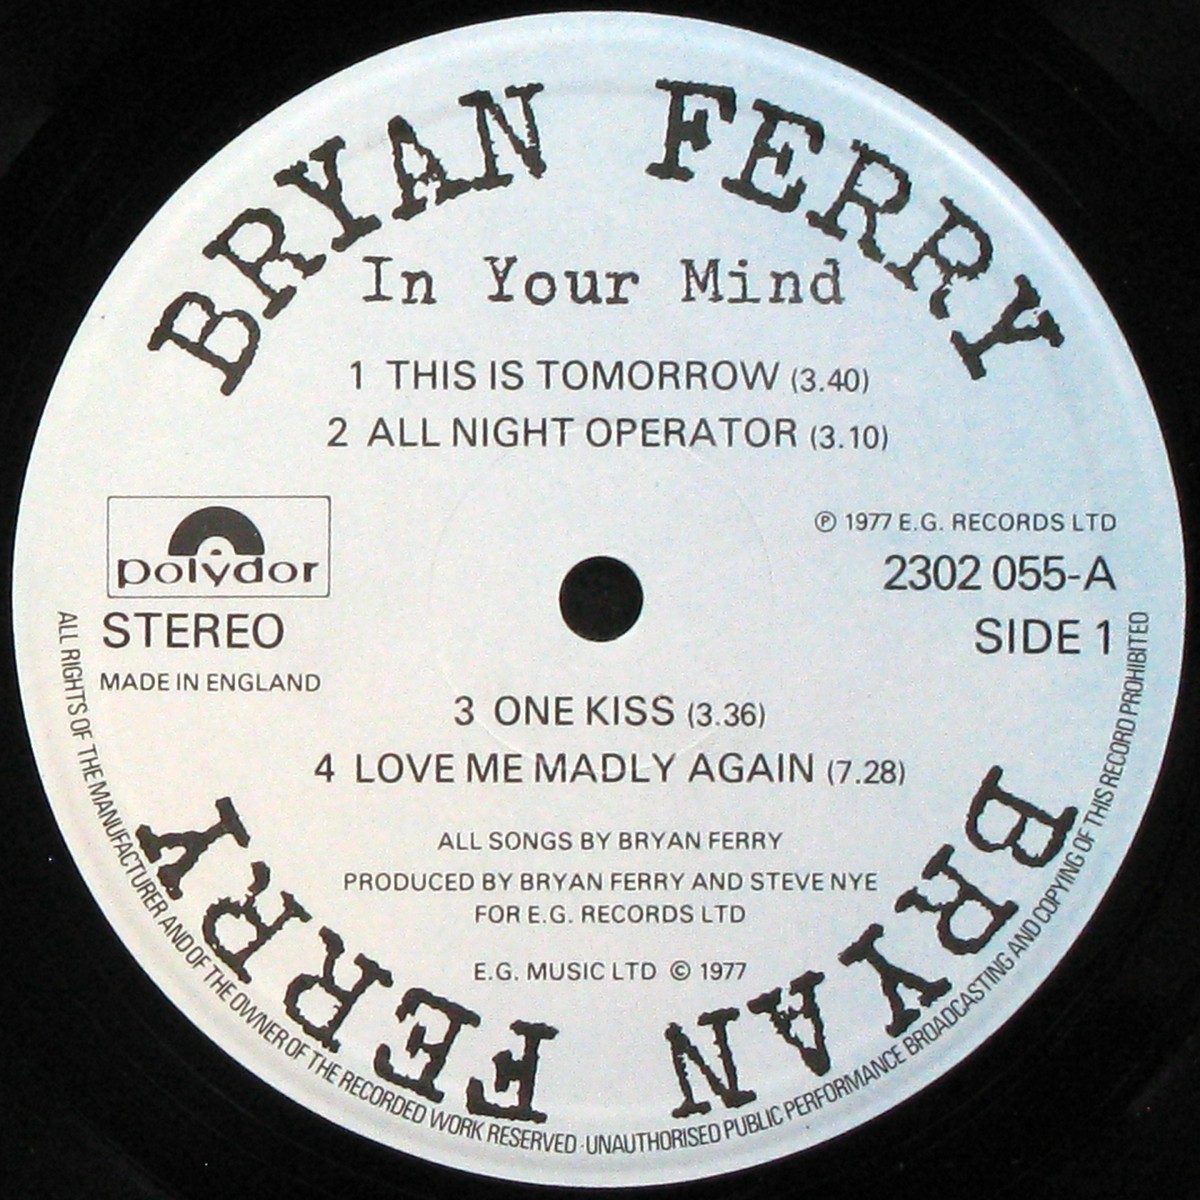 BRYAN FERRY
In Your Mind
1 THIS IS TOMORROW (3.40)
2 ALL NIGHT OPERATOR (3.10)
polydor
STEREO
MADE IN ENGLAND
℗ 1977 E.G. RECORDS LTD
2302 055-A
SIDE 1
3 ONE KISS (3.36)
4 LOVE ME MADLY AGAIN (7.28)
ALL SONGS BY BRYAN FERRY
PRODUCED BY BRYAN FERRY AND STEVE NYE
FOR E.G. RECORDS LTD
E.G. MUSIC LTD © 1977
BRYAN FERRY
ALL RIGHTS OF THE MANUFACTURER AND OF THE OWNER OF THE RECORDED WORK RESERVED · UNAUTHORISED PUBLIC PERFORMANCE BROADCASTING AND COPYING OF THIS RECORD PROHIBITED